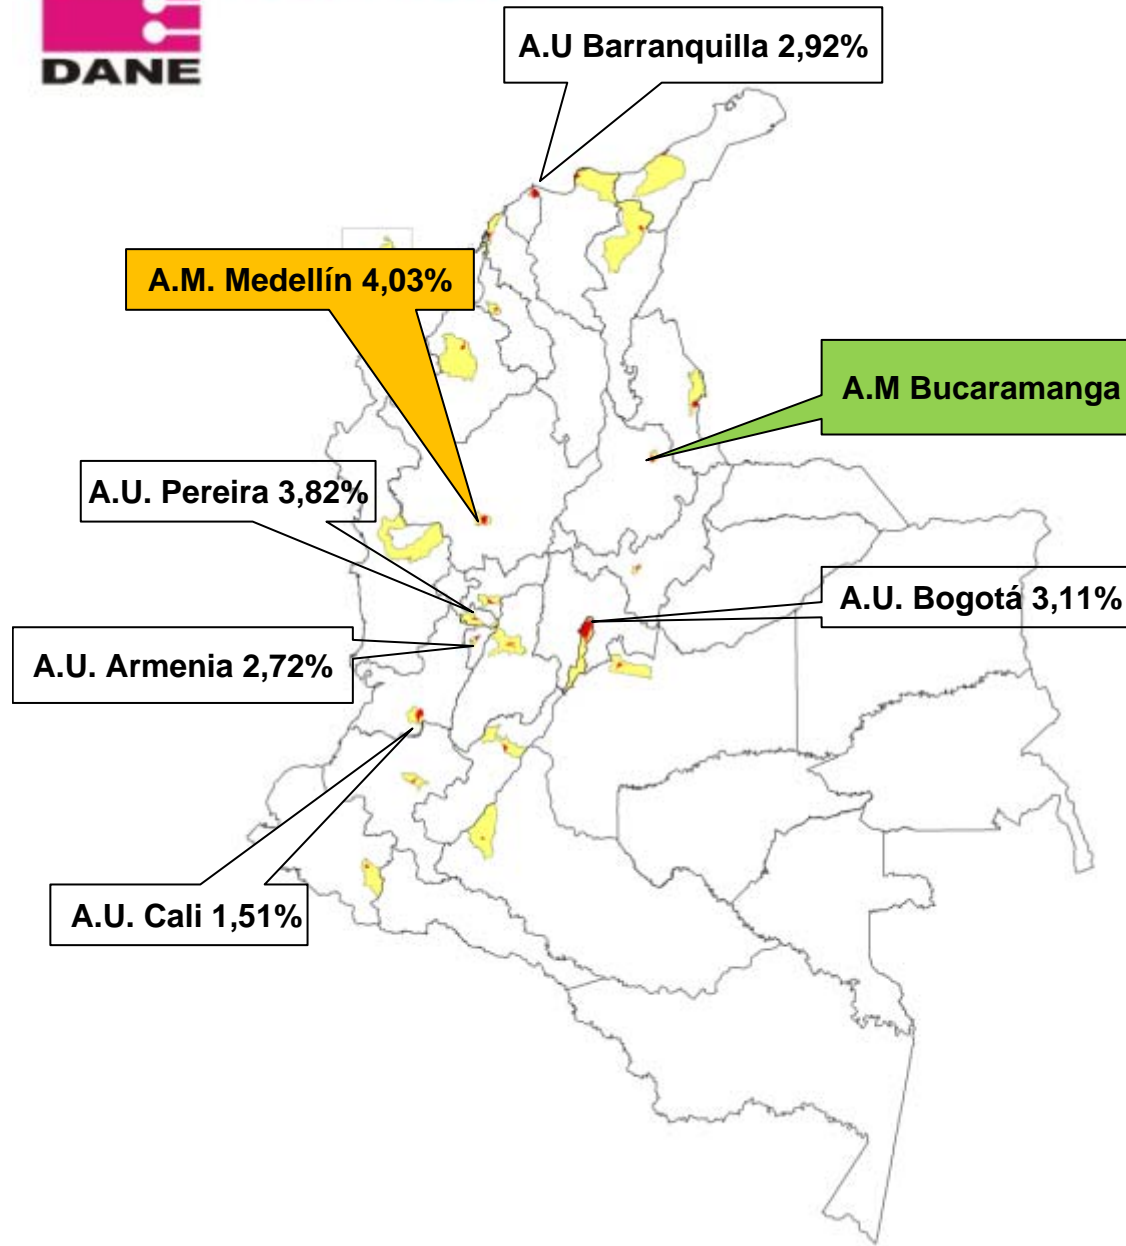 DANE
A.U Barranquilla 2,92%
A.M. Medellín 4,03%
A.M Bucaramanga
A.U. Pereira 3,82%
A.U. Bogotá 3,11%
A.U. Armenia 2,72%
A.U. Cali 1,51%